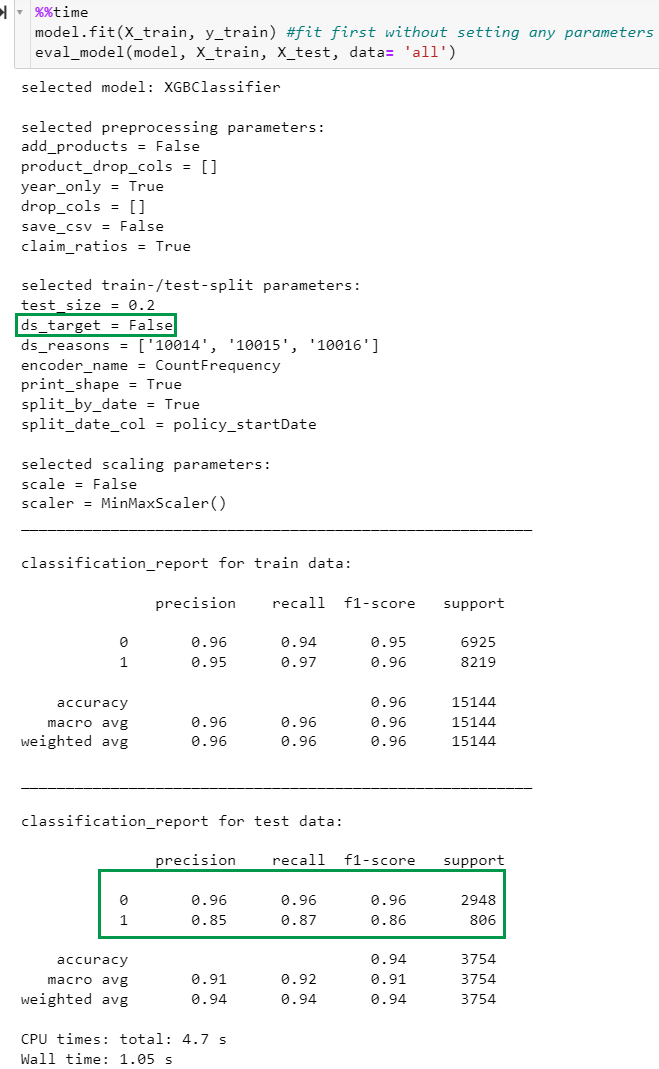 %%time
model.fit(X_train, y_train) #fit first without setting any parameters
eval_model(model, X_train, X_test, data= 'all')
selected model: XGBClassifier
selected preprocessing parameters:
add_products = False
product_drop_cols = []
year_only = True
drop_cols = []
save_csv = False
claim_ratios = True
selected train-/test-split parameters:
test_size = 0.2
ds_target = False
ds_reasons = ['10014', '10015', '10016']
encoder_name = CountFrequency
print_shape = True
split_by_date = True
split_date_col = policy_startDate
selected scaling parameters:
scale = False
scaler = MinMaxScaler()
_________________________________________________________
classification_report for train data:
precision recall f1-score support
0 0.96 0.94 0.95 6925
1 0.95 0.97 0.96 8219
accuracy 0.96 15144
macro avg 0.96 0.96 0.96 15144
weighted avg 0.96 0.96 0.96 15144
_________________________________________________________
classification_report for test data:
precision recall f1-score support
0 0.96 0.96 0.96 2948
1 0.85 0.87 0.86 806
accuracy 0.94 3754
macro avg 0.91 0.92 0.91 3754
weighted avg 0.94 0.94 0.94 3754
CPU times: total: 4.7 s
Wall time: 1.05 s